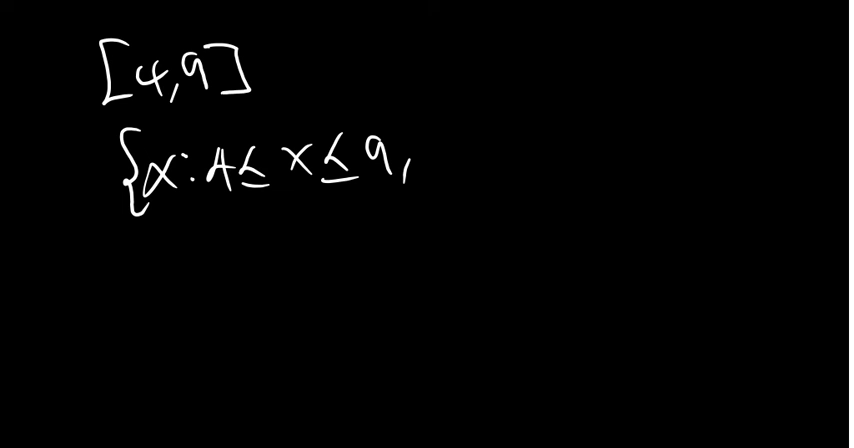 [4,9]
{x: 4≤ x ≤ 9,